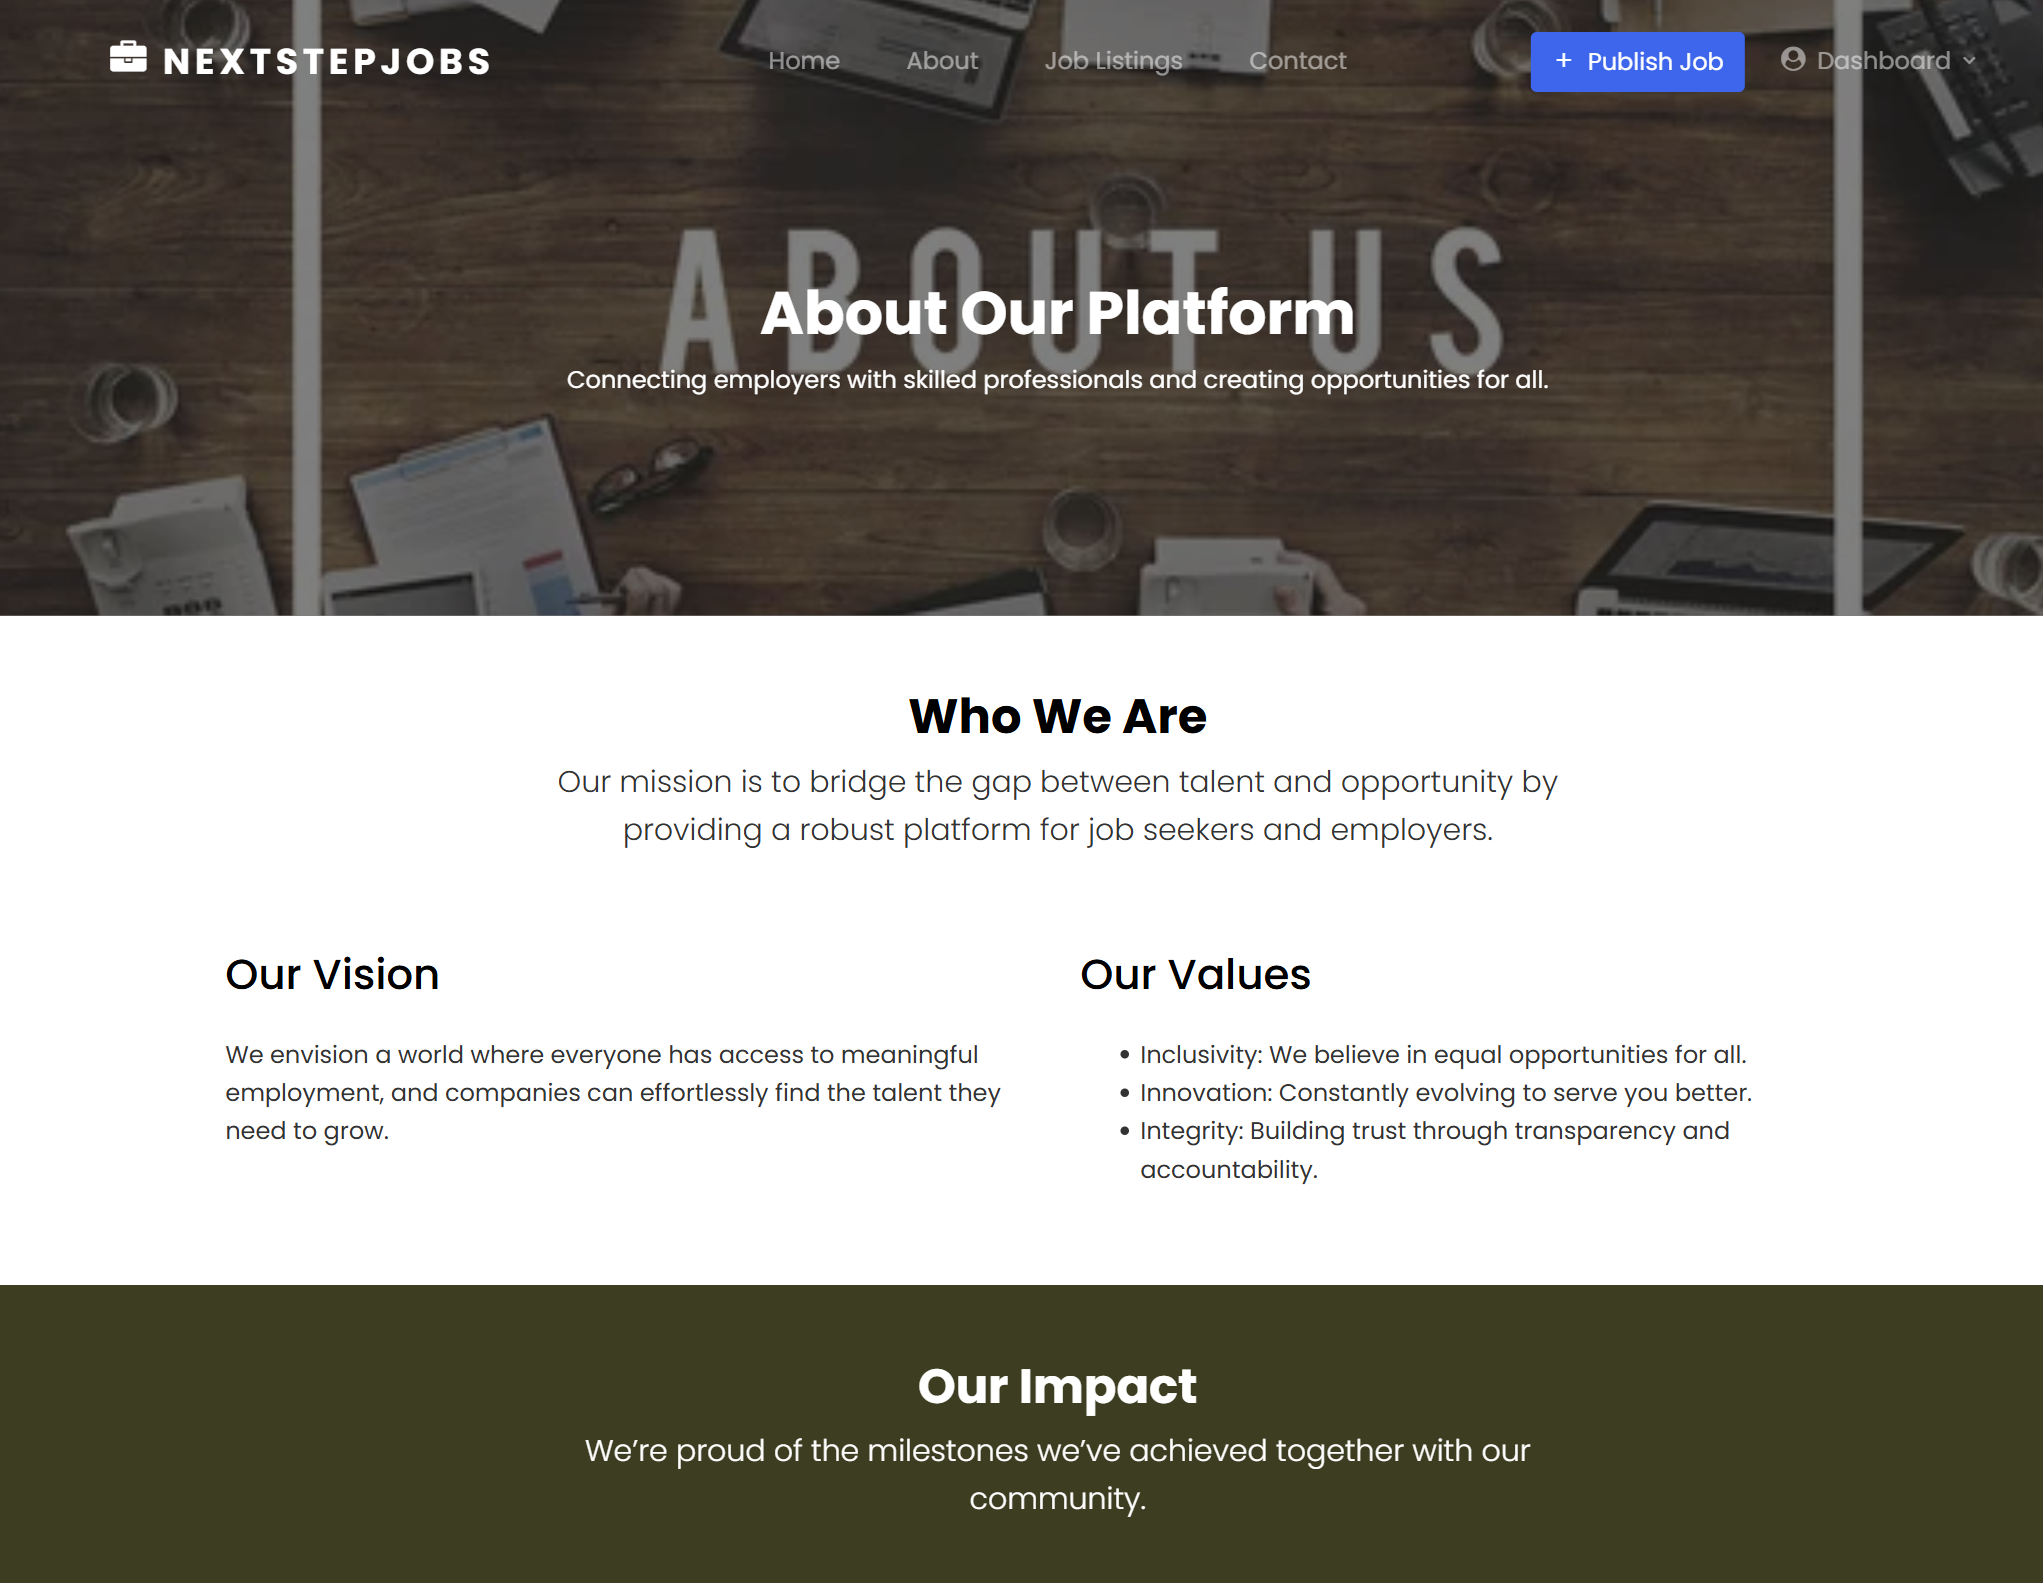 NEXTSTEPJOBS
Home About Job Listings Contact
+ Publish Job
Dashboard
ABOUT US
About Our Platform
Connecting employers with skilled professionals and creating opportunities for all.
Who We Are
Our mission is to bridge the gap between talent and opportunity by
providing a robust platform for job seekers and employers.
Our Vision
We envision a world where everyone has access to meaningful
employment, and companies can effortlessly find the talent they
need to grow.
Our Values
• Inclusivity: We believe in equal opportunities for all.
• Innovation: Constantly evolving to serve you better.
• Integrity: Building trust through transparency and
accountability.
Our Impact
We’re proud of the milestones we’ve achieved together with our
community.